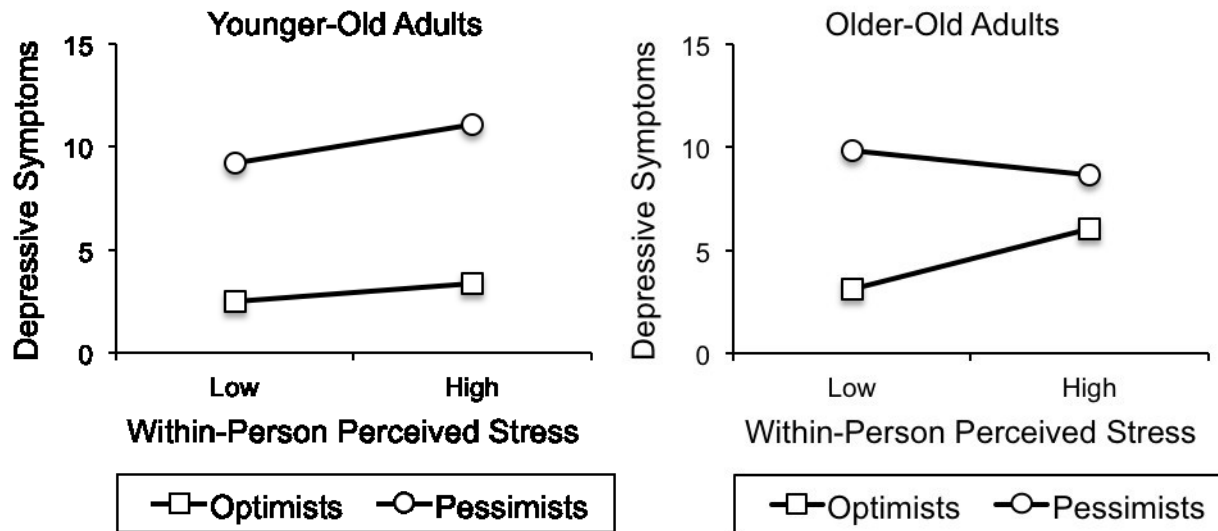 Younger-Old Adults
Depressive Symptoms
15
10
5
0
Low High
Within-Person Perceived Stress
Optimists Pessimists
Older-Old Adults
Depressive Symptoms
15
10
5
0
Low High
Within-Person Perceived Stress
Optimists Pessimists